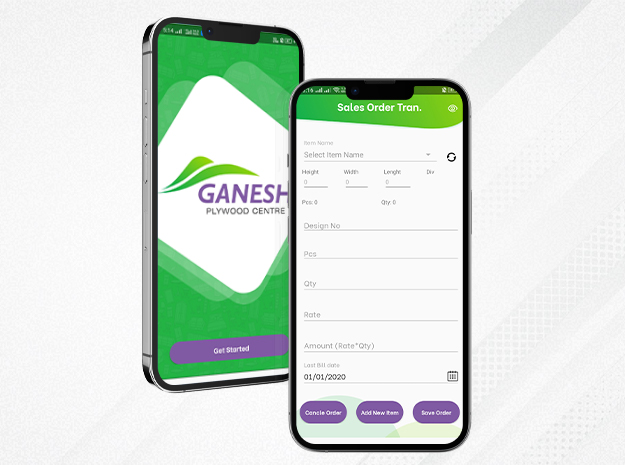 GANESH
PLYWOOD CENTRE
Get Started
Sales Order Tran.
Item Name
Select Item Name
Height Width Lenght Div
0 0 0
Pcs: 0 Qty: 0
Design No
Pcs
Qty
Rate
Amount (Rate*Qty)
Last Bill date
01/01/2020
Cancle Order Add New Item Save Order